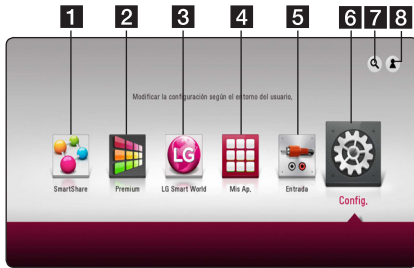 1 2 3 4 5 6 7 8
Modificar la configuración según el entorno del usuario.
LG
SmartShare Premium LG Smart World Mis Ap. Entrada Config.